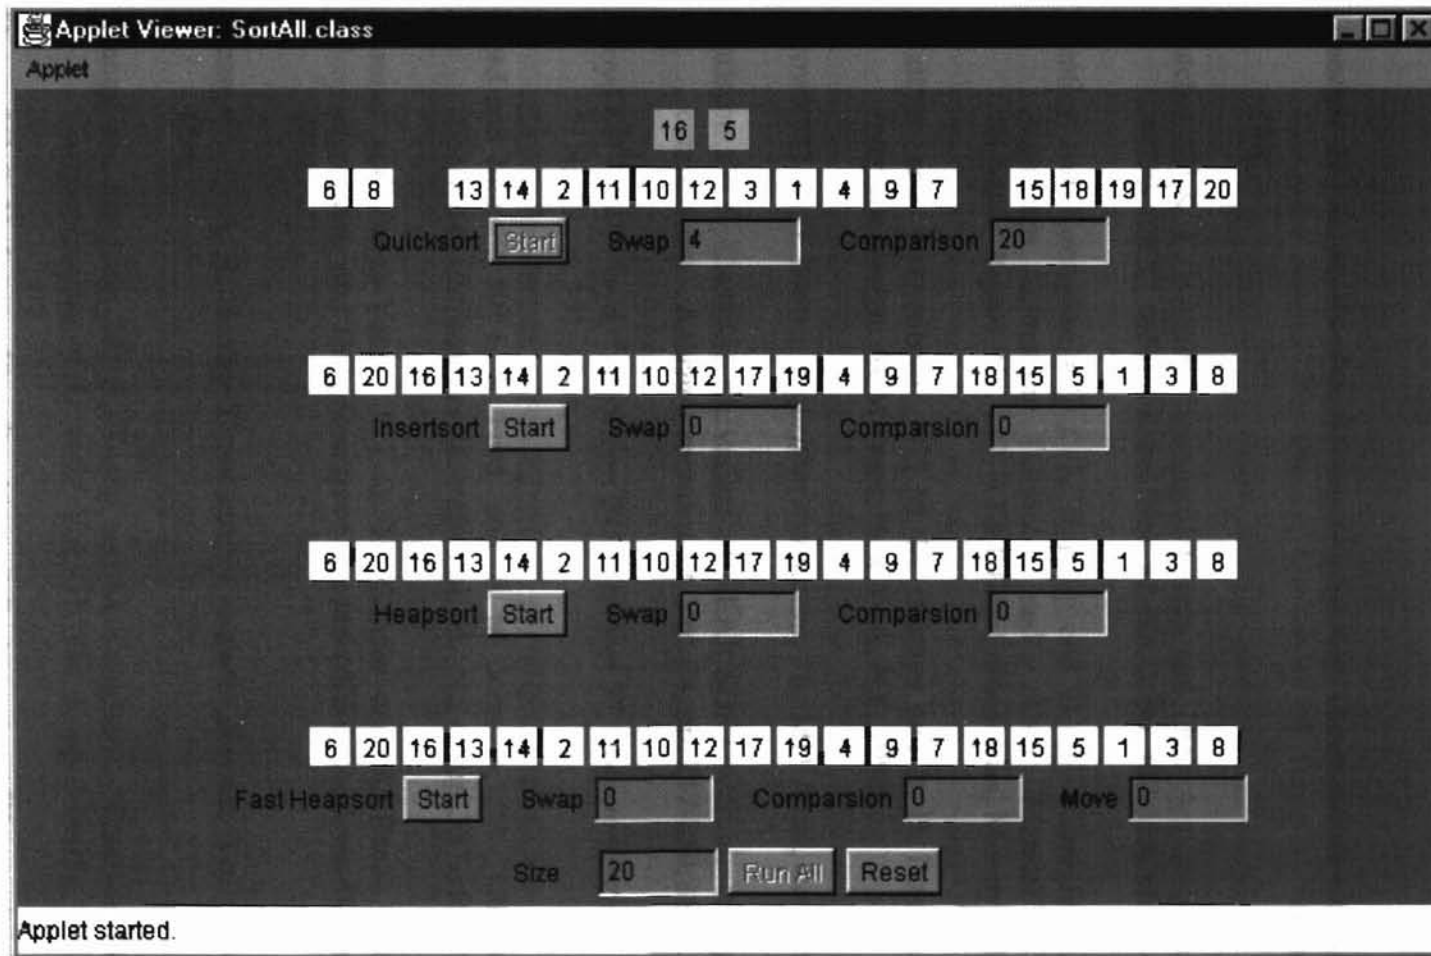 Applet Viewer: SortAll.class
Applet
16 5
6 8 13 14 2 11 10 12 3 1 4 9 7 15 18 19 17 20
Quicksort Start Swap 4 Comparison 20
6 20 16 13 14 2 11 10 12 17 19 4 9 7 18 15 5 1 3 8
Insertsort Start Swap 0 Comparsion 0
6 20 16 13 14 2 11 10 12 17 19 4 9 7 18 15 5 1 3 8
Heapsort Start Swap 0 Comparsion 0
6 20 16 13 14 2 11 10 12 17 19 4 9 7 18 15 5 1 3 8
Fast Heapsort Start Swap 0 Comparsion 0 Move 0
Size 20 Run All Reset
Applet started.